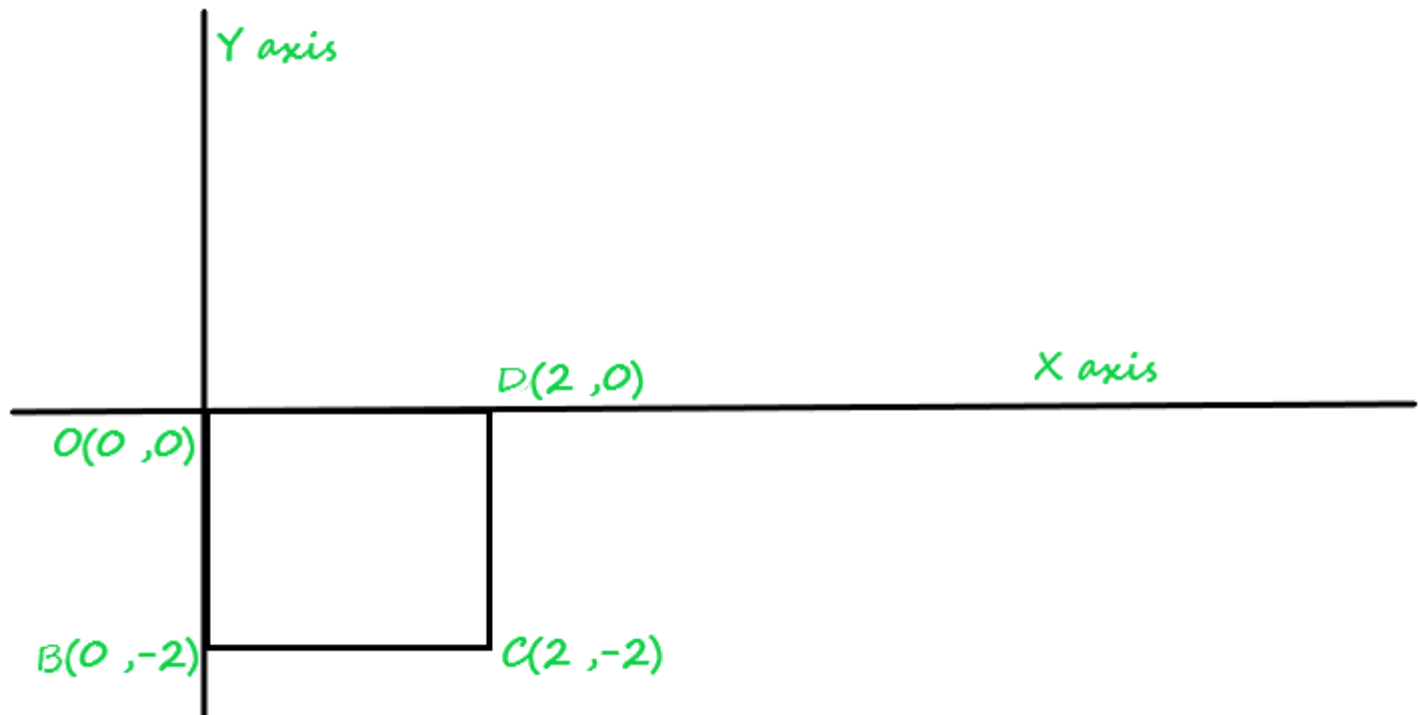 Y axis
D(2 ,0)
X axis
O(0 ,0)
B(0 ,-2)
C(2 ,-2)